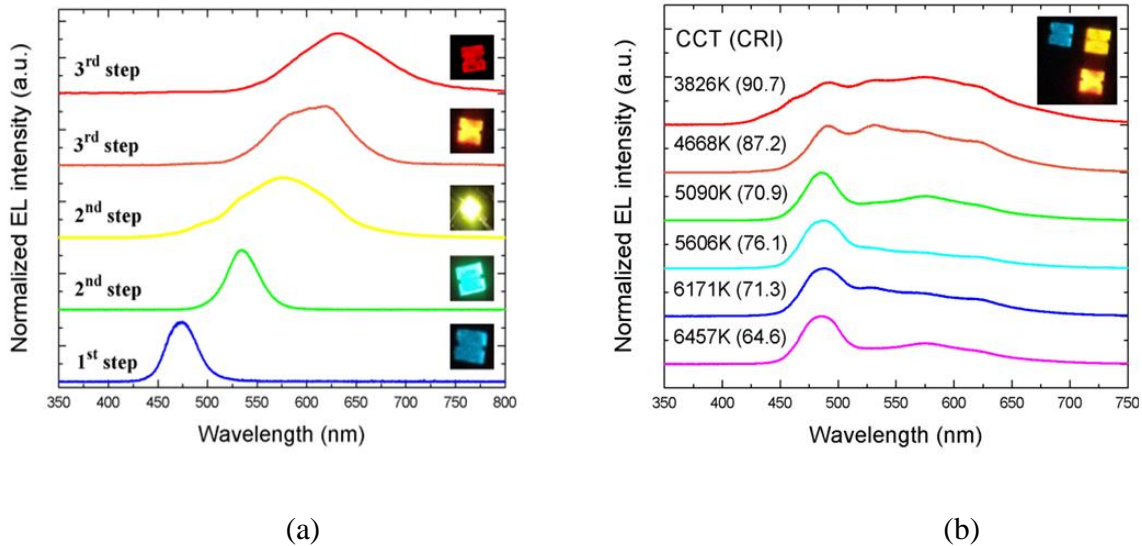 Normalized EL intensity (a.u.)
3rd step
3rd step
2nd step
2nd step
1st step
350 400 450 500 550 600 650 700 750 800
Wavelength (nm)
(a)
Normalized EL intensity (a.u.)
CCT (CRI)
3826K (90.7)
4668K (87.2)
5090K (70.9)
5606K (76.1)
6171K (71.3)
6457K (64.6)
350 400 450 500 550 600 650 700 750
Wavelength (nm)
(b)